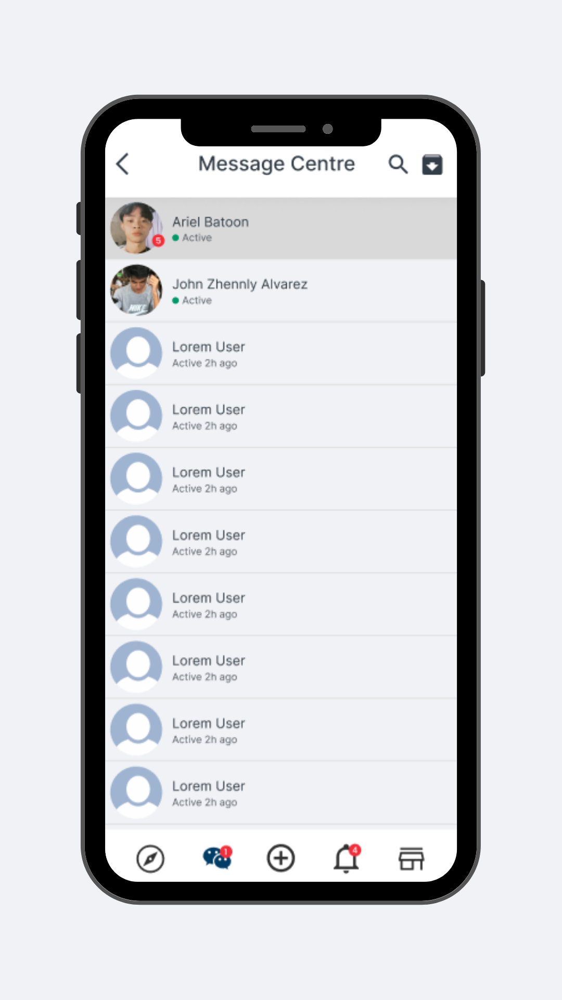 Message Centre
Ariel Batoon
5
Active
John Zhennly Alvarez
Active
NIKE
Lorem User
Active 2h ago
Lorem User
Active 2h ago
Lorem User
Active 2h ago
Lorem User
Active 2h ago
Lorem User
Active 2h ago
Lorem User
Active 2h ago
Lorem User
Active 2h ago
Lorem User
Active 2h ago
1
4